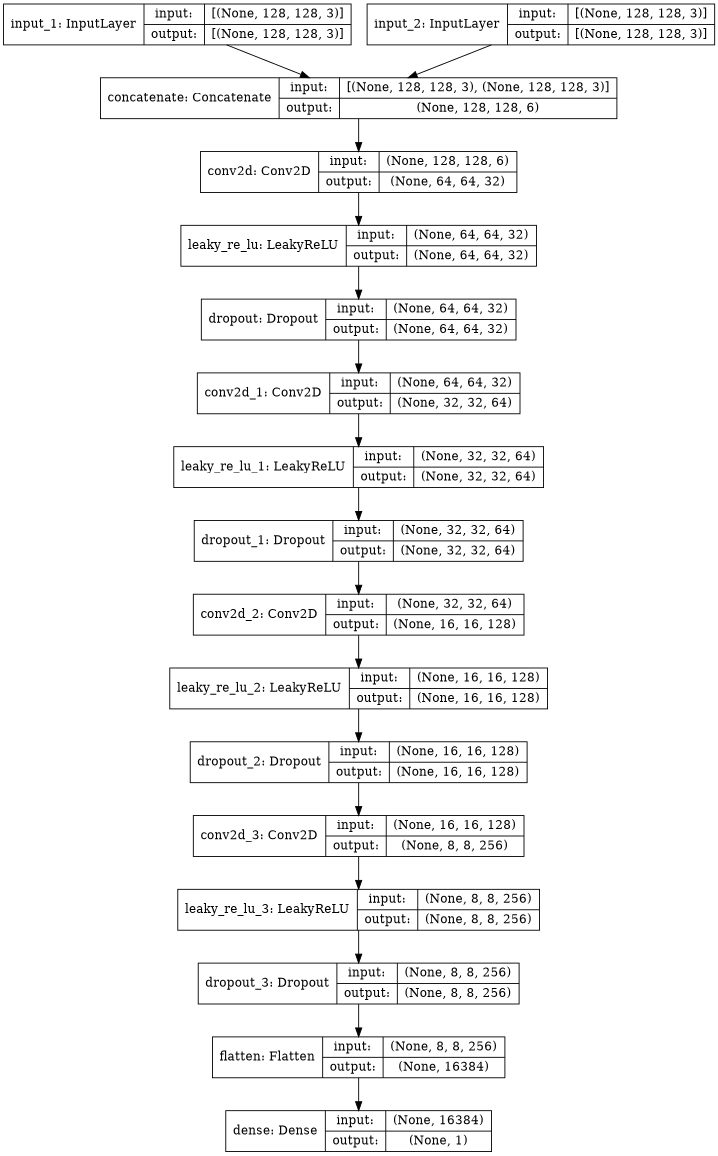 input_1: InputLayer input: [(None, 128, 128, 3)]
output: [(None, 128, 128, 3)]
input_2: InputLayer input: [(None, 128, 128, 3)]
output: [(None, 128, 128, 3)]
concatenate: Concatenate input: [(None, 128, 128, 3), (None, 128, 128, 3)]
output: (None, 128, 128, 6)
conv2d: Conv2D input: (None, 128, 128, 6)
output: (None, 64, 64, 32)
leaky_re_lu: LeakyReLU input: (None, 64, 64, 32)
output: (None, 64, 64, 32)
dropout: Dropout input: (None, 64, 64, 32)
output: (None, 64, 64, 32)
conv2d_1: Conv2D input: (None, 64, 64, 32)
output: (None, 32, 32, 64)
leaky_re_lu_1: LeakyReLU input: (None, 32, 32, 64)
output: (None, 32, 32, 64)
dropout_1: Dropout input: (None, 32, 32, 64)
output: (None, 32, 32, 64)
conv2d_2: Conv2D input: (None, 32, 32, 64)
output: (None, 16, 16, 128)
leaky_re_lu_2: LeakyReLU input: (None, 16, 16, 128)
output: (None, 16, 16, 128)
dropout_2: Dropout input: (None, 16, 16, 128)
output: (None, 16, 16, 128)
conv2d_3: Conv2D input: (None, 16, 16, 128)
output: (None, 8, 8, 256)
leaky_re_lu_3: LeakyReLU input: (None, 8, 8, 256)
output: (None, 8, 8, 256)
dropout_3: Dropout input: (None, 8, 8, 256)
output: (None, 8, 8, 256)
flatten: Flatten input: (None, 8, 8, 256)
output: (None, 16384)
dense: Dense input: (None, 16384)
output: (None, 1)